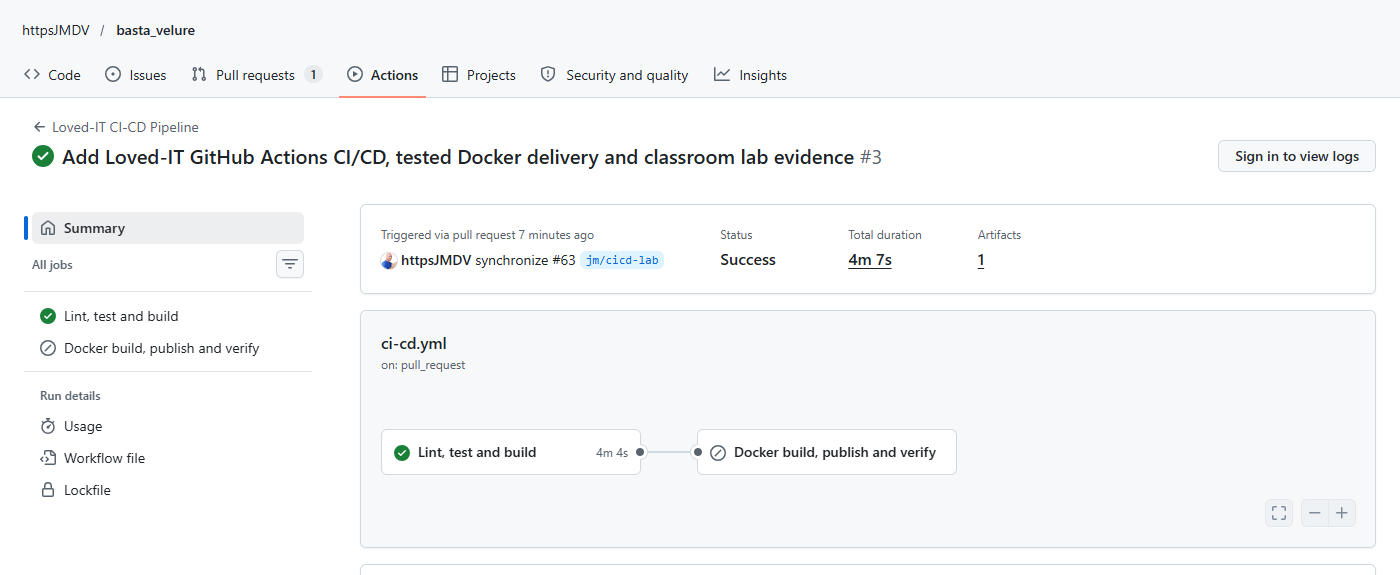 httpsJMDV / basta_velure
Code Issues Pull requests 1 Actions Projects Security and quality Insights
Loved-IT CI-CD Pipeline
Add Loved-IT GitHub Actions CI/CD, tested Docker delivery and classroom lab evidence #3
Sign in to view logs
Summary
All jobs
Lint, test and build
Docker build, publish and verify
Run details
Usage
Workflow file
Lockfile
Triggered via pull request 7 minutes ago
httpsJMDV synchronize #63 jm/cicd-lab
Status
Success
Total duration
4m 7s
Artifacts
1
ci-cd.yml
on: pull_request
Lint, test and build 4m 4s
Docker build, publish and verify